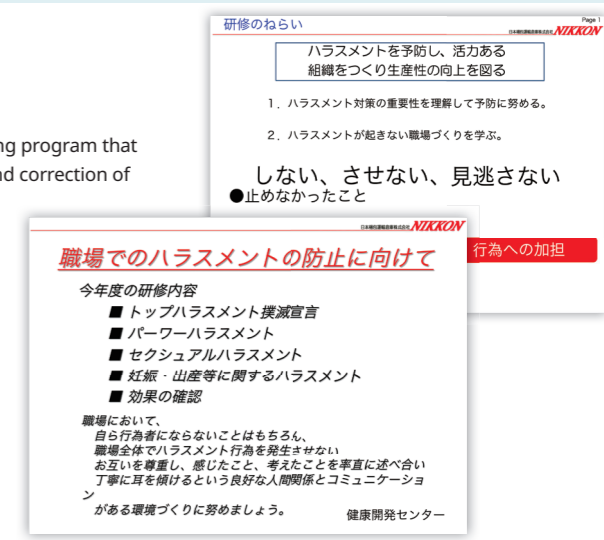 ng program that
nd correction of
研修のねらい
Page 1
NIKKON
ハラスメントを予防し、活力ある
組織をつくり生産性の向上を図る
1．ハラスメント対策の重要性を理解して予防に努める。
2．ハラスメントが起きない職場づくりを学ぶ。
しない、させない、見逃さない
●止めなかったこと
行為への加担
NIKKON
職場でのハラスメントの防止に向けて
今年度の研修内容
■ トップハラスメント撲滅宣言
■ パーワーハラスメント
■ セクシュアルハラスメント
■ 妊娠・出産等に関するハラスメント
■ 効果の確認
職場において、
自ら行為者にならないことはもちろん、
職場全体でハラスメント行為を発生させない
お互いを尊重し、感じたこと、考えたことを率直に述べ合い
丁寧に耳を傾けるという良好な人間関係とコミュニケーショ
ン
がある環境づくりに努めましょう。
健康開発センター